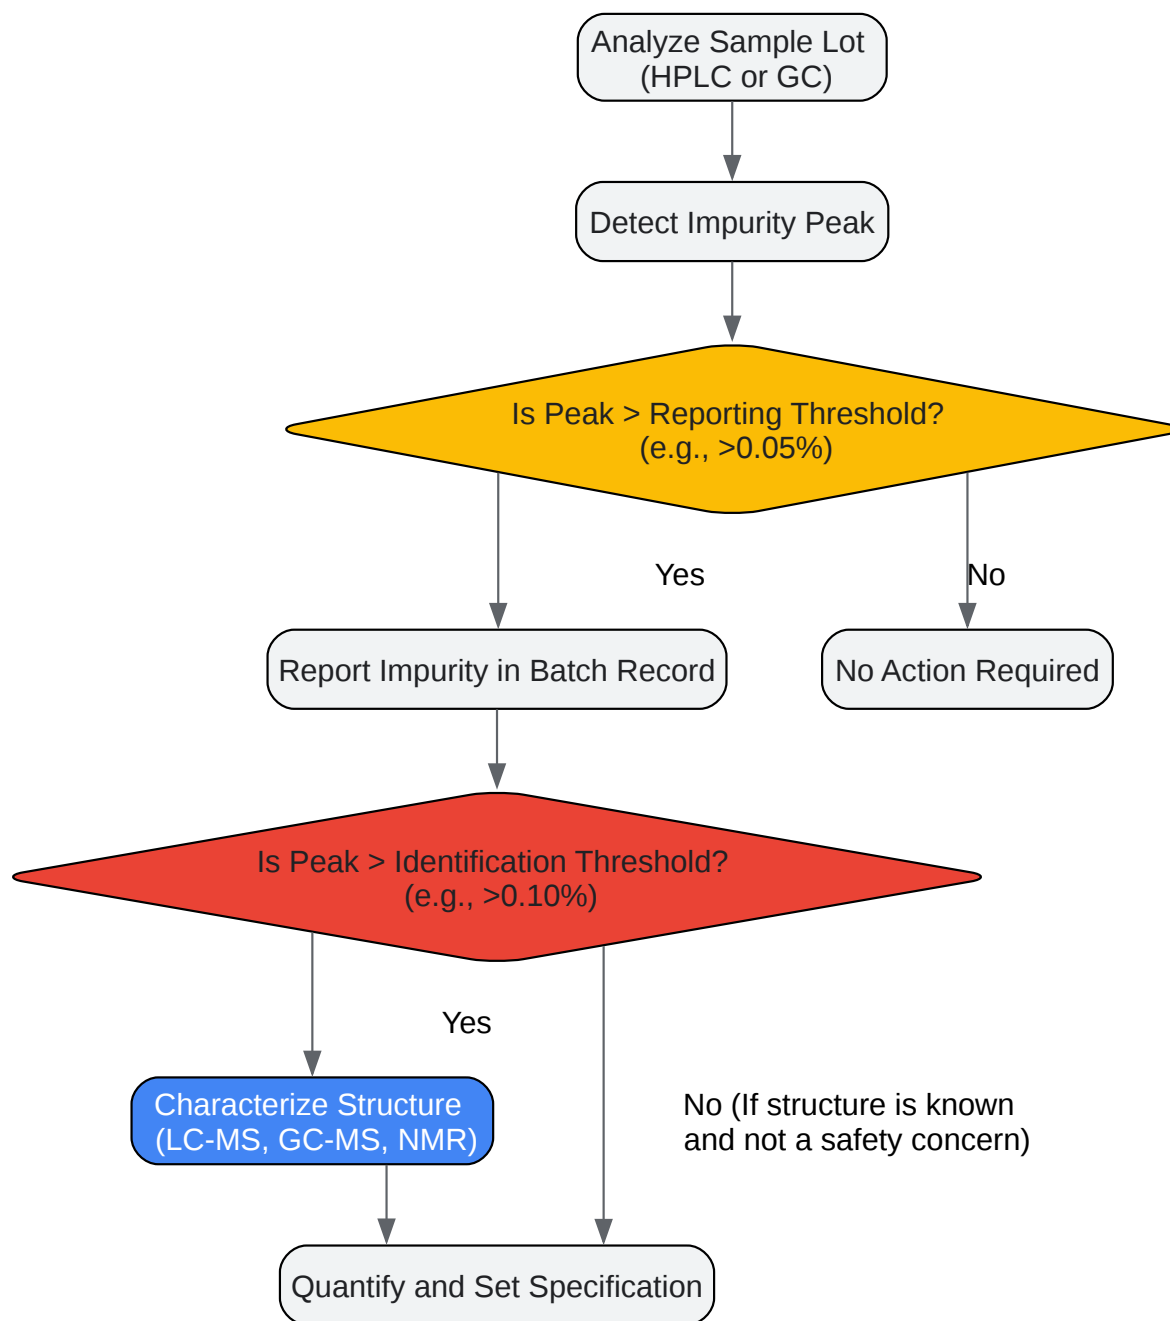 Analyze Sample Lot
(HPLC or GC)
Detect Impurity Peak
Is Peak > Reporting Threshold?
(e.g., >0.05%)
Yes
No
Report Impurity in Batch Record
No Action Required
Is Peak > Identification Threshold?
(e.g., >0.10%)
Yes
Characterize Structure
(LC-MS, GC-MS, NMR)
No (If structure is known
and not a safety concern)
Quantify and Set Specification